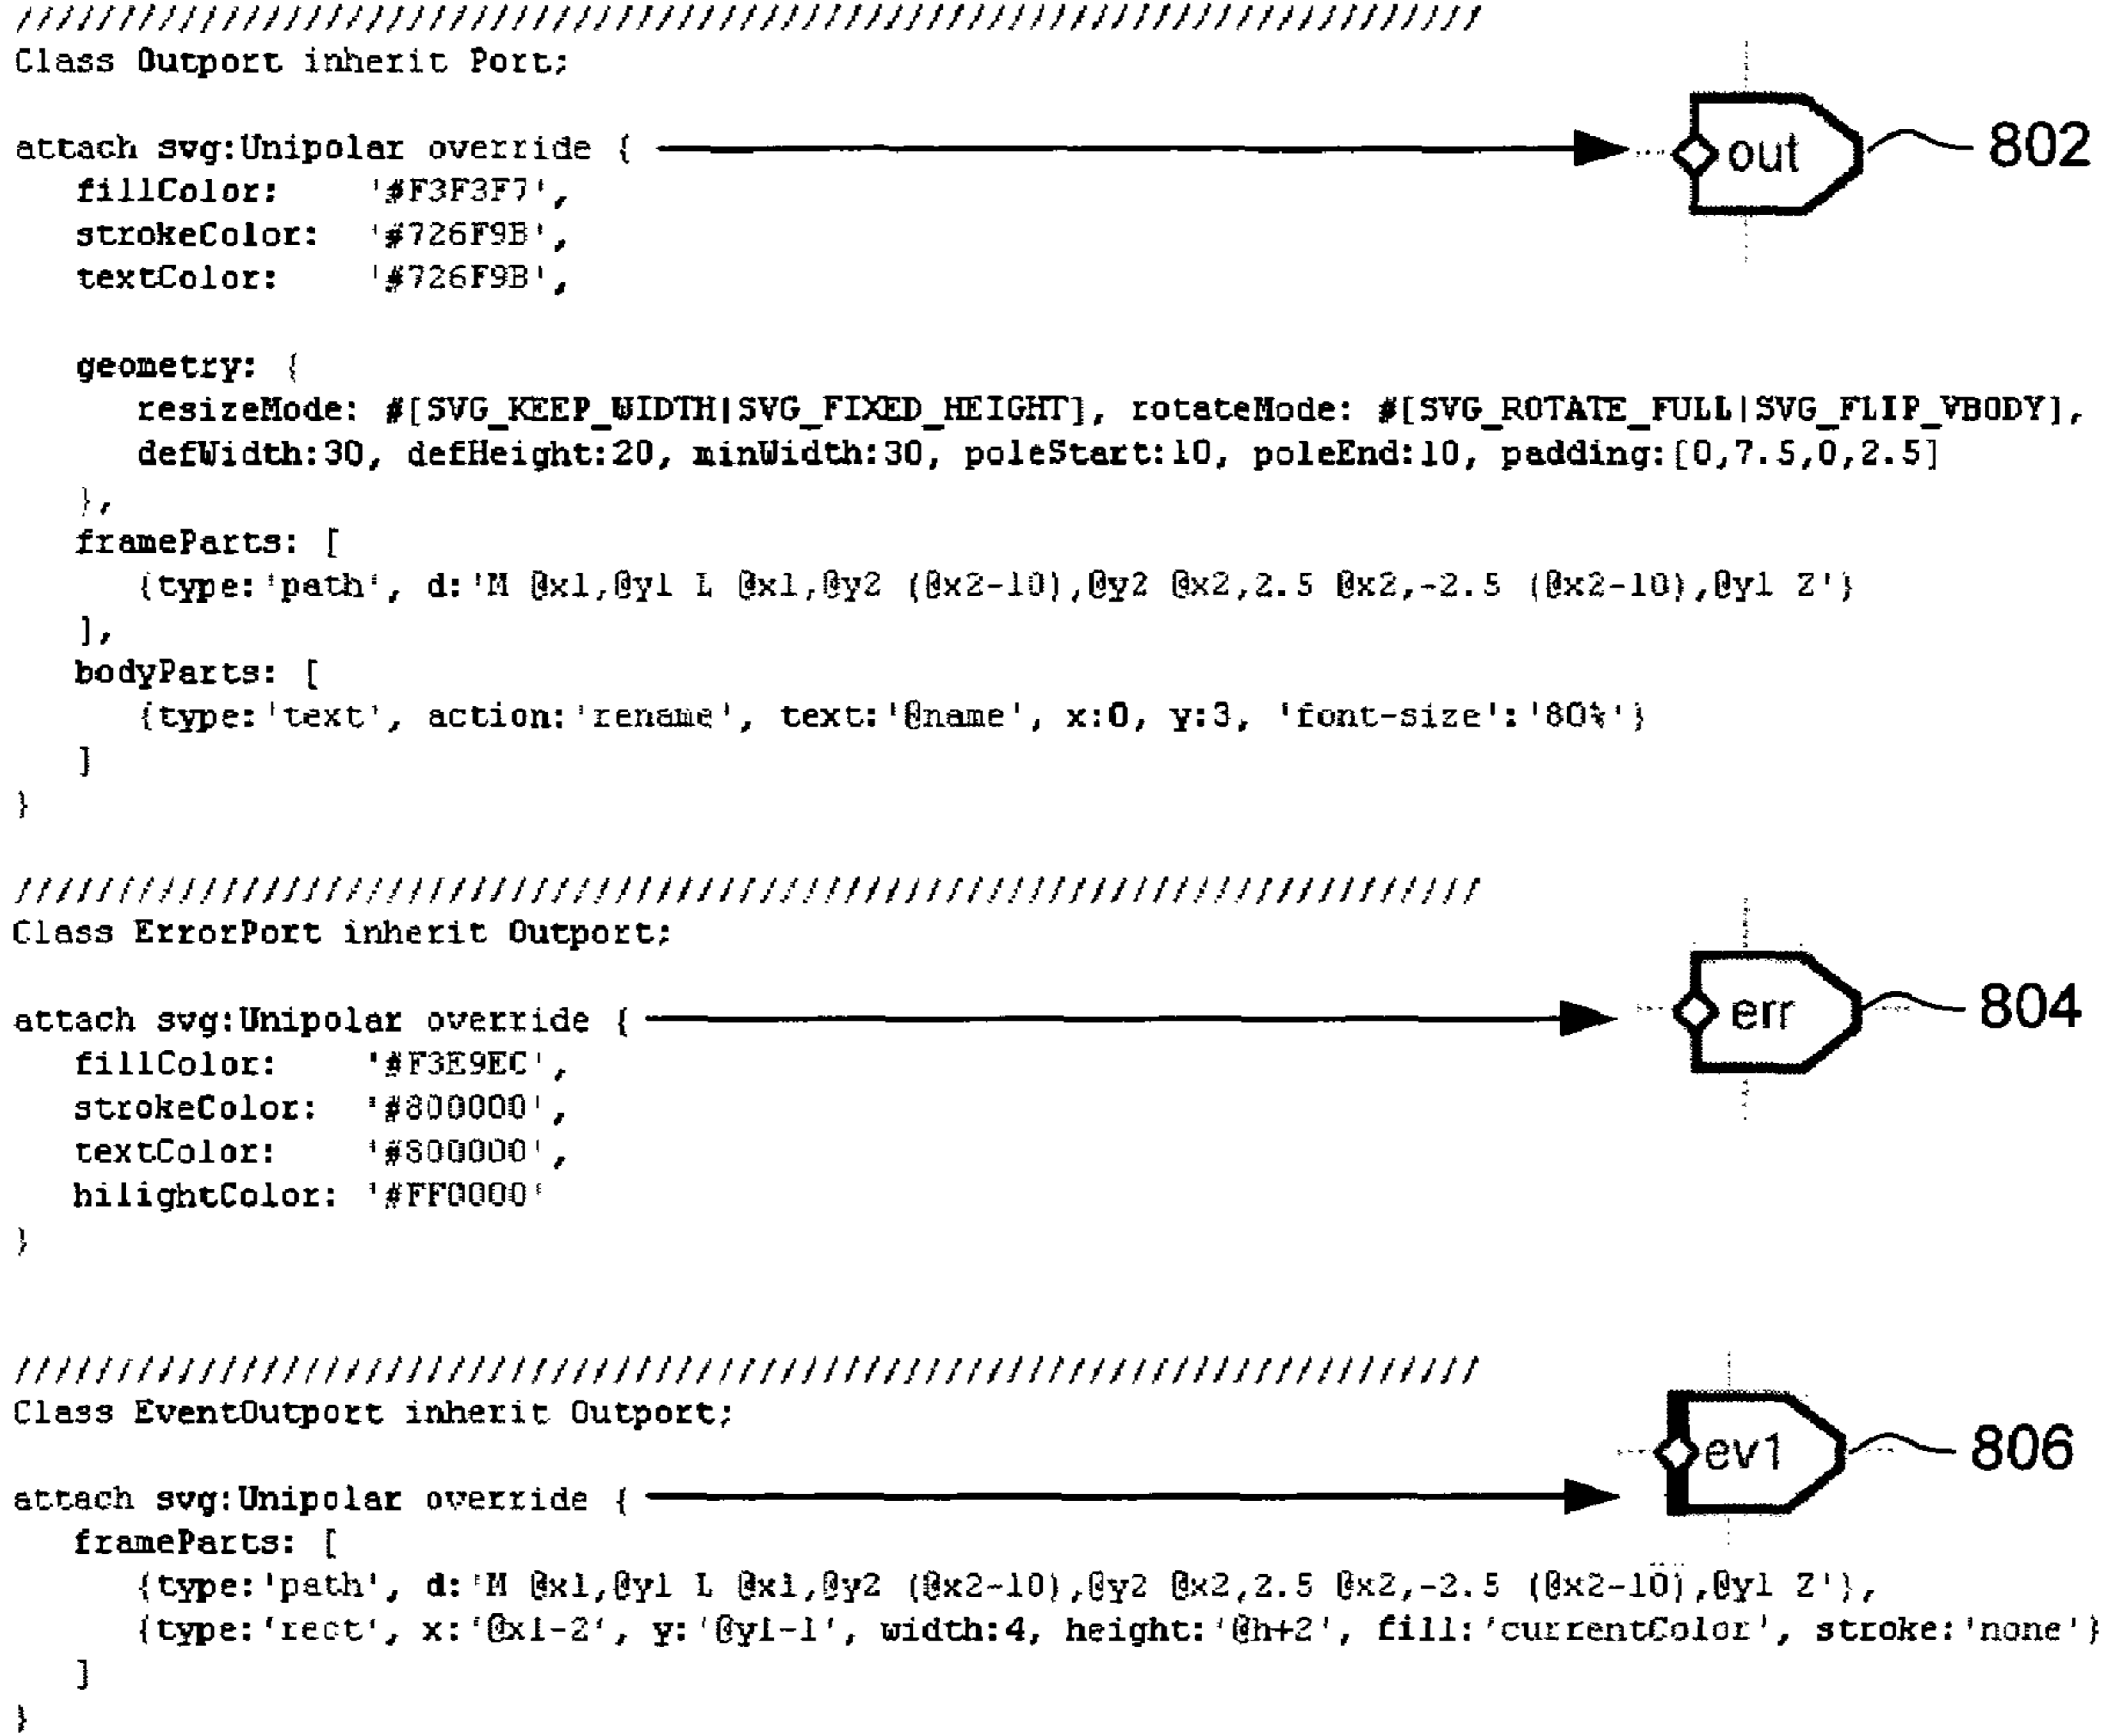 ////////////////////////////////////////////////////////////////////////
Class Outport inherit Port;
attach svg:Unipolar override {
out
802
fillColor: '#F3F3F7',
strokeColor: '#726F9B',
textColor: '#726F9B',
geometry: {
resizeMode: #[SVG_KEEP_WIDTH|SVG_FIXED_HEIGHT], rotateMode: #[SVG_ROTATE_FULL|SVG_FLIP_VBODY],
defWidth:30, defHeight:20, minWidth:30, poleStart:10, poleEnd:10, padding:[0,7.5,0,2.5]
},
frameParts: [
{type:'path', d:'M @x1,@y1 L @x1,@y2 (@x2-10),@y2 @x2,2.5 @x2,-2.5 (@x2-10),@y1 Z'}
],
bodyParts: [
{type:'text', action:'rename', text:'@name', x:0, y:3, 'font-size':'80%'}
]
}
////////////////////////////////////////////////////////////////////////
Class ErrorPort inherit Outport;
attach svg:Unipolar override {
err
804
fillColor: '#F3E9EC',
strokeColor: '#800000',
textColor: '#800000',
hilightColor: '#FF0000'
}
////////////////////////////////////////////////////////////////////////
Class EventOutport inherit Outport;
ev1
806
attach svg:Unipolar override {
frameParts: [
{type:'path', d:'M @x1,@y1 L @x1,@y2 (@x2-10),@y2 @x2,2.5 @x2,-2.5 (@x2-10),@y1 Z'},
{type:'rect', x:'@x1-2', y:'@y1-1', width:4, height:'@h+2', fill:'currentColor', stroke:'none'}
]
}